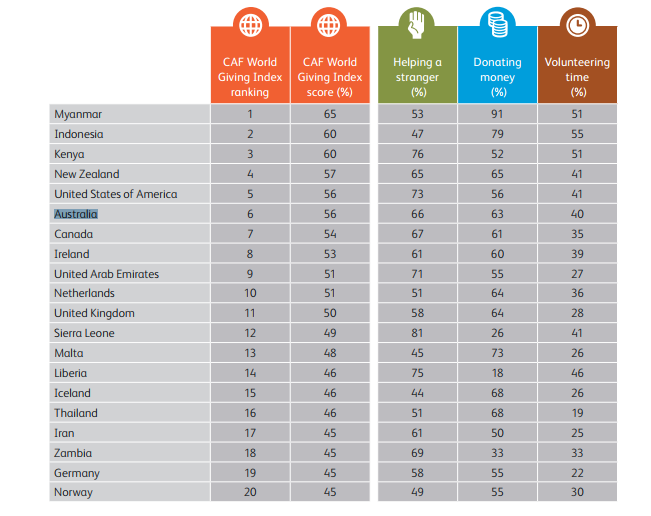 CAF World Giving Index ranking CAF World Giving Index score (%) Helping a stranger (%) Donating money (%) Volunteering time (%)
Myanmar 1 65 53 91 51
Indonesia 2 60 47 79 55
Kenya 3 60 76 52 51
New Zealand 4 57 65 65 41
United States of America 5 56 73 56 41
Australia 6 56 66 63 40
Canada 7 54 67 61 35
Ireland 8 53 61 60 39
United Arab Emirates 9 51 71 55 27
Netherlands 10 51 51 64 36
United Kingdom 11 50 58 64 28
Sierra Leone 12 49 81 26 41
Malta 13 48 45 73 26
Liberia 14 46 75 18 46
Iceland 15 46 44 68 26
Thailand 16 46 51 68 19
Iran 17 45 61 50 25
Zambia 18 45 69 33 33
Germany 19 45 58 55 22
Norway 20 45 49 55 30